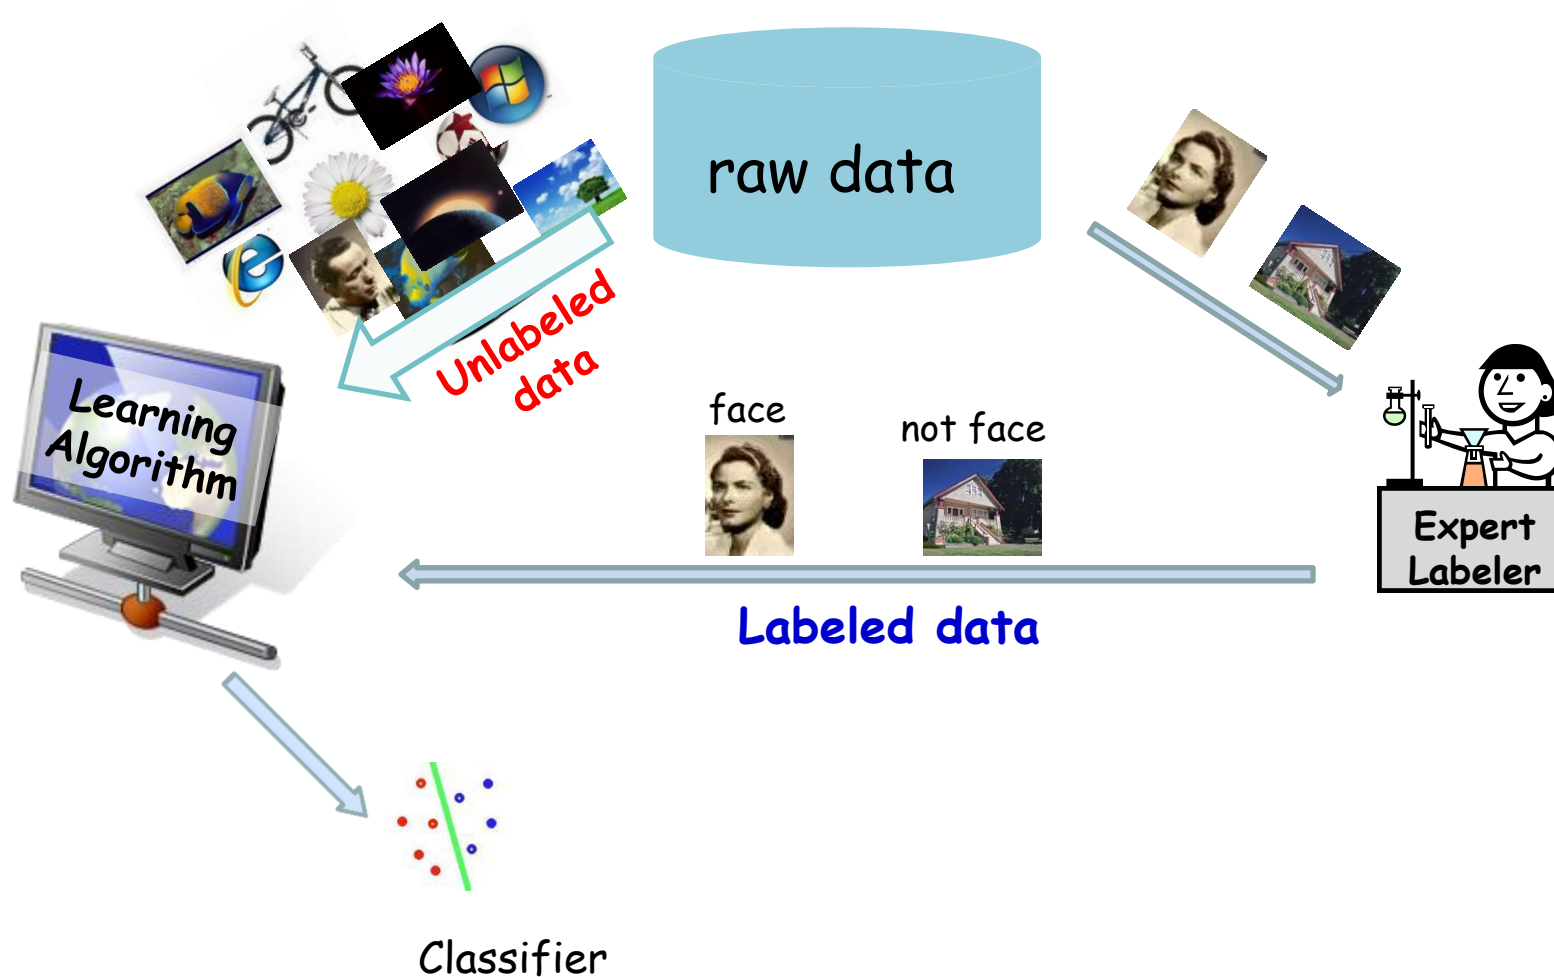 raw data
Unlabeled
data
Learning
Algorithm
face
not face
Expert
Labeler
Labeled data
Classifier